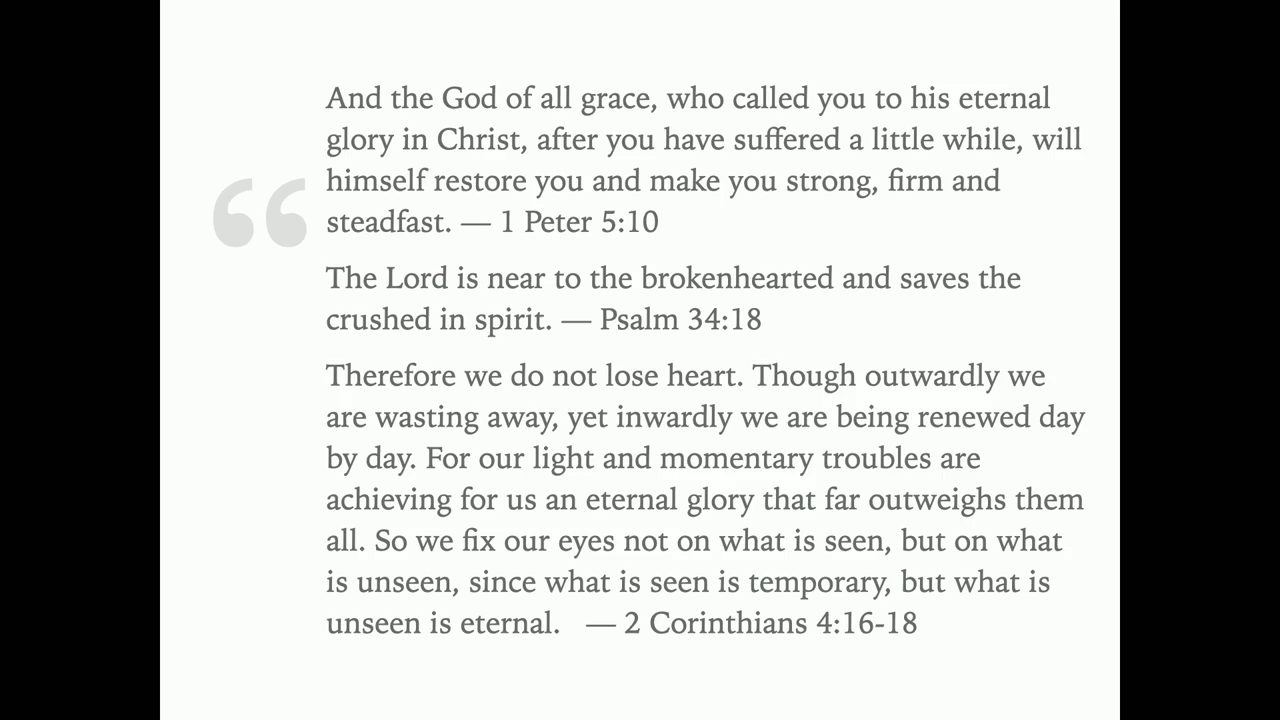 “
And the God of all grace, who called you to his eternal
glory in Christ, after you have suffered a little while, will
himself restore you and make you strong, firm and
steadfast. — 1 Peter 5:10
The Lord is near to the brokenhearted and saves the
crushed in spirit. — Psalm 34:18
Therefore we do not lose heart. Though outwardly we
are wasting away, yet inwardly we are being renewed day
by day. For our light and momentary troubles are
achieving for us an eternal glory that far outweighs them
all. So we fix our eyes not on what is seen, but on what
is unseen, since what is seen is temporary, but what is
unseen is eternal.   — 2 Corinthians 4:16-18